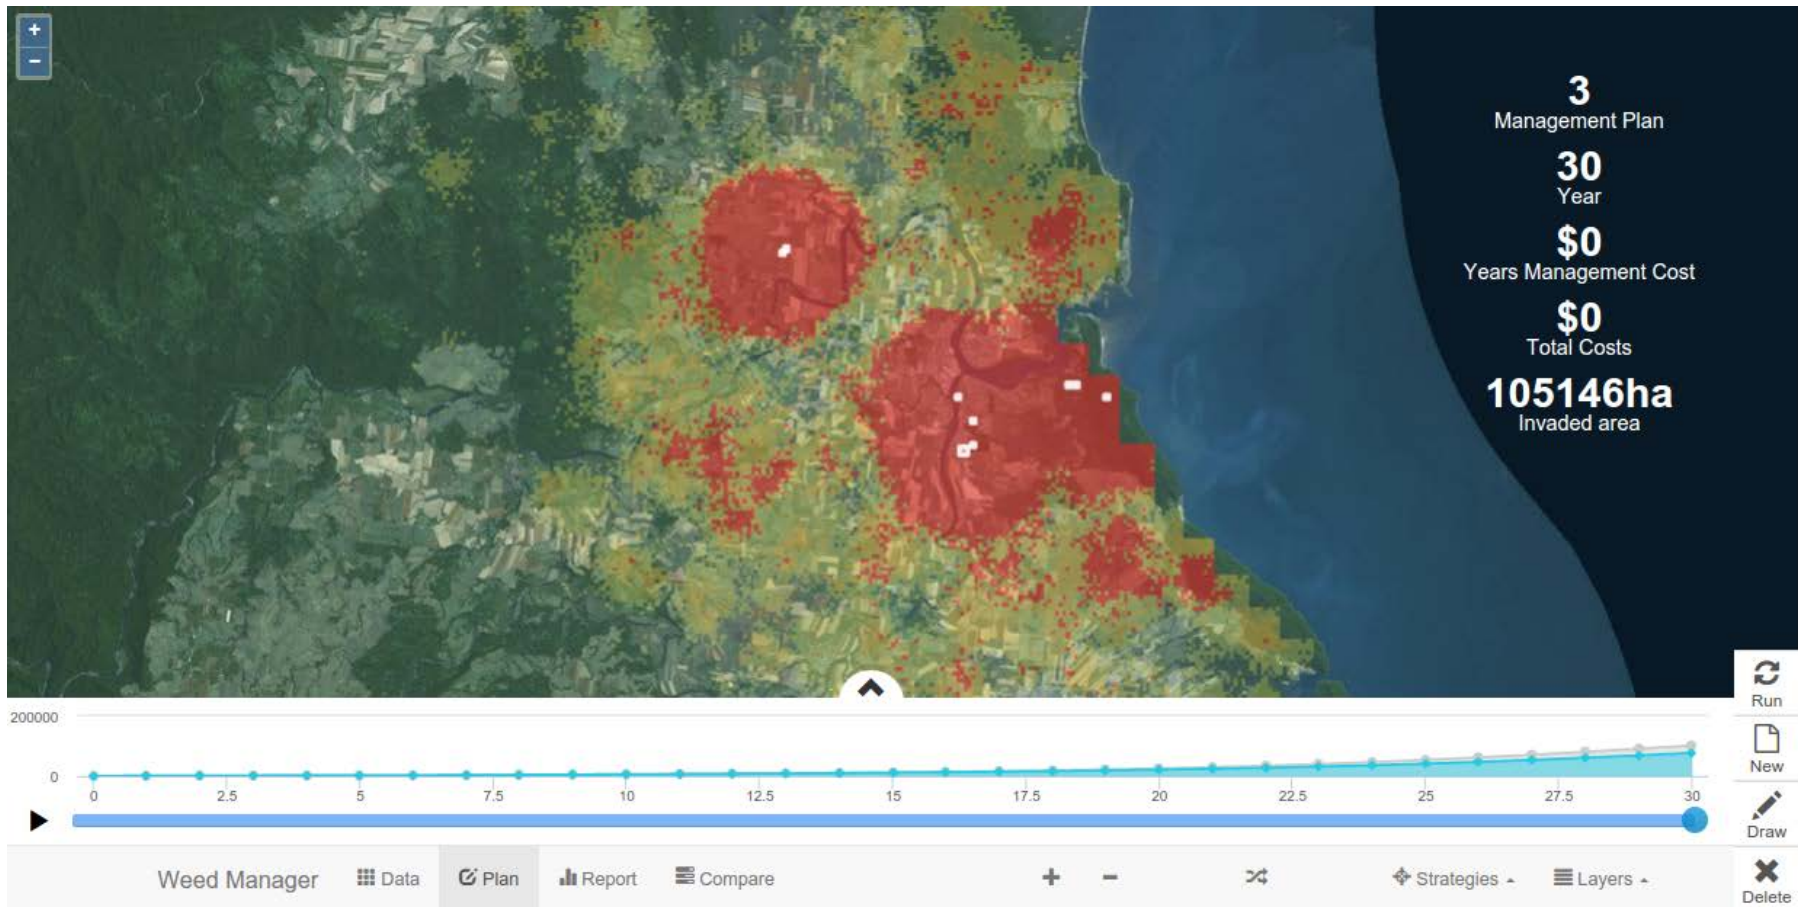 +
−
3
Management Plan
30
Year
$0
Years Management Cost
$0
Total Costs
105146ha
Invaded area
Run
New
Draw
Delete
200000
0
0 2.5 5 7.5 10 12.5 15 17.5 20 22.5 25 27.5 30
Weed Manager Data Plan Report Compare + − Strategies Layers